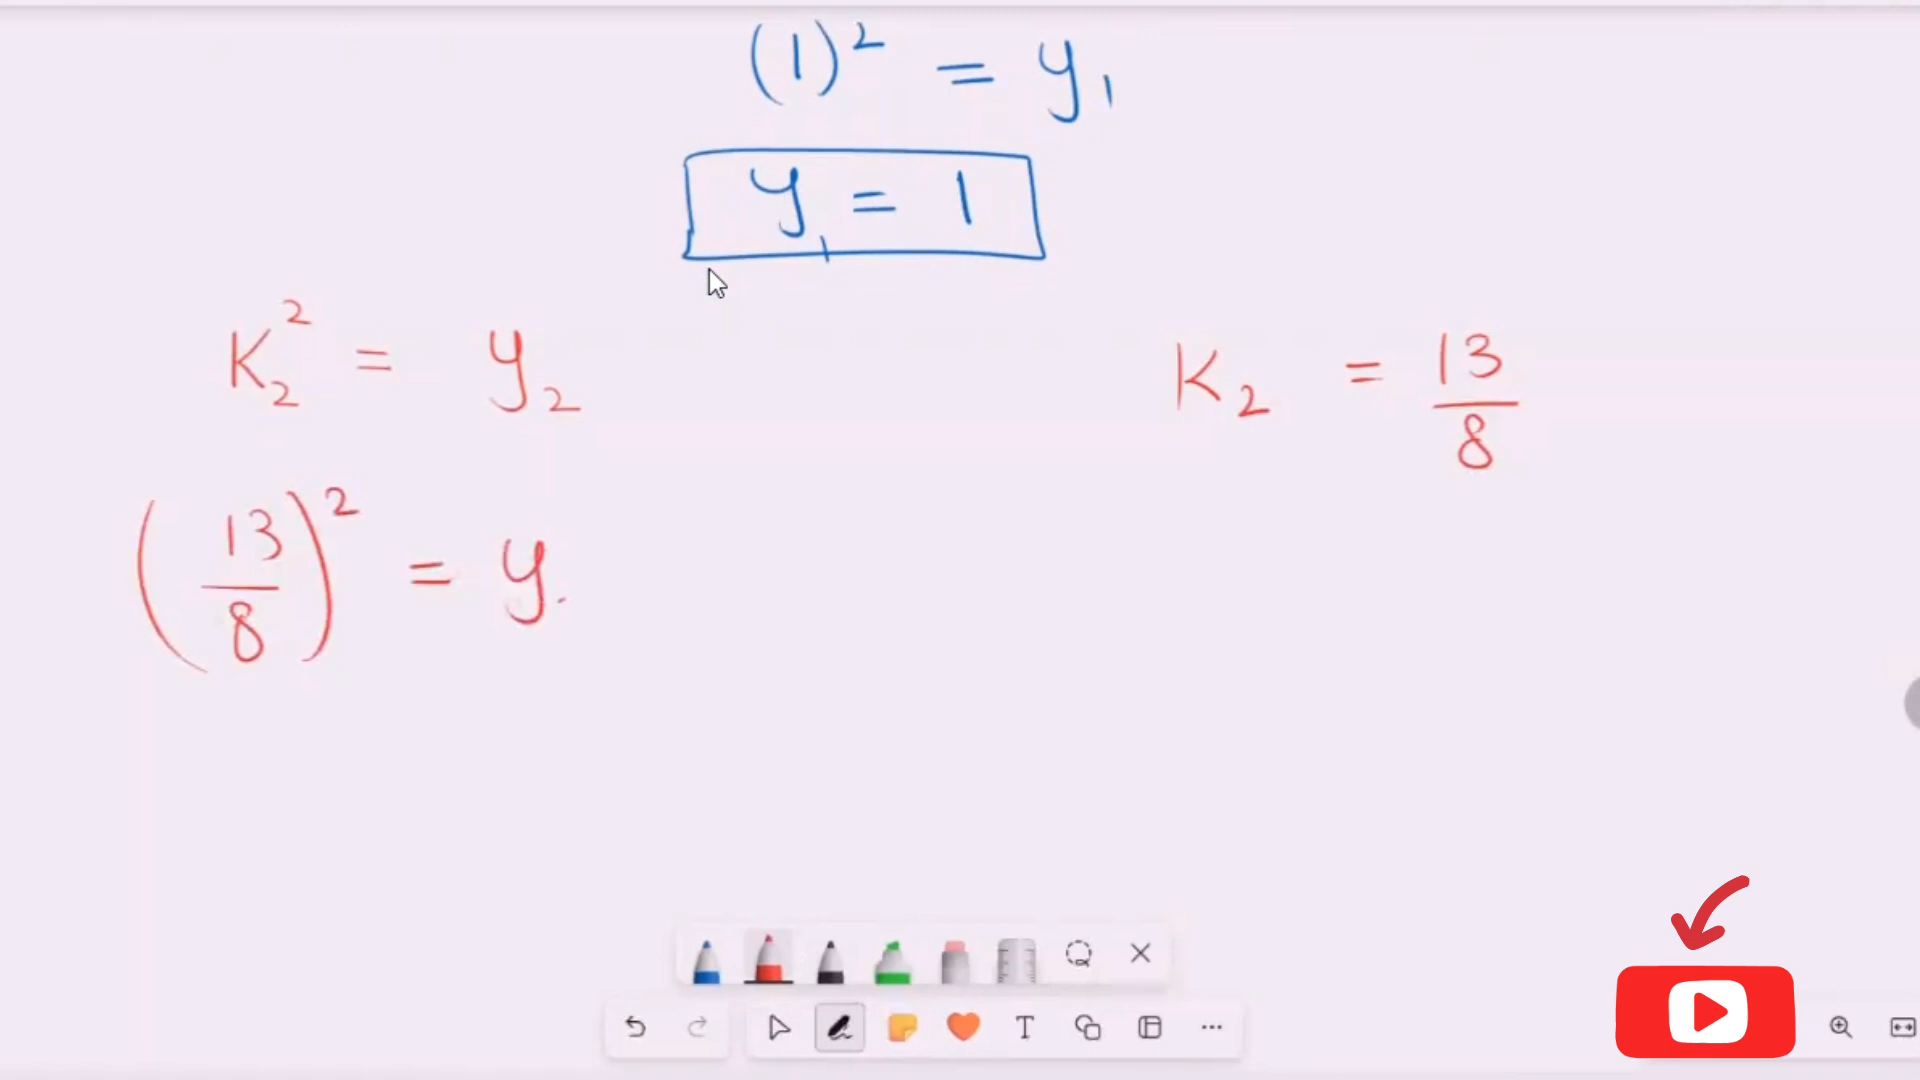 (1)² = y₁
y₁ = 1
K₂² = y₂
K₂ = 13/8
(13/8)² = y